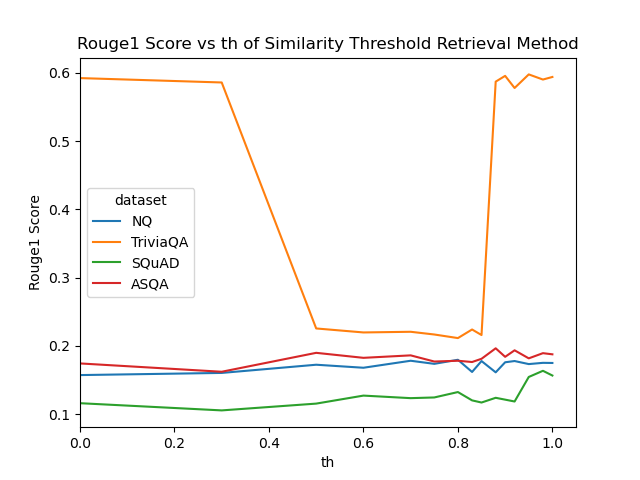 Rouge1 Score vs th of Similarity Threshold Retrieval Method
Rouge1 Score
0.6
0.5
0.4
0.3
0.2
0.1
dataset
NQ
TriviaQA
SQuAD
ASQA
0.0 0.2 0.4 0.6 0.8 1.0
th